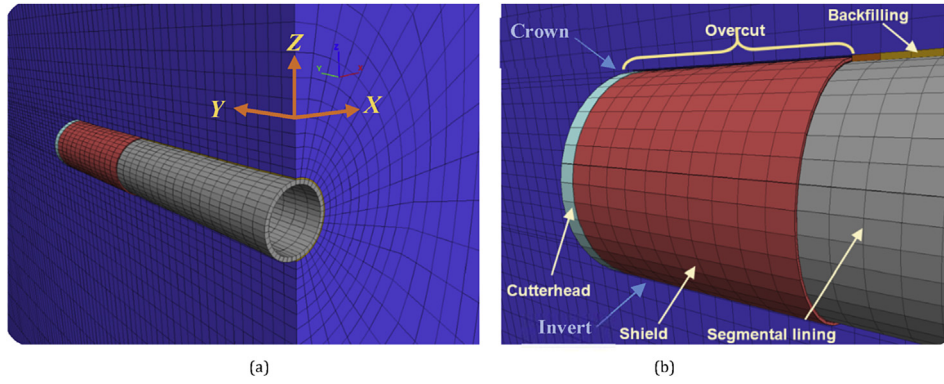 Z
Y
X
Crown
Overcut
Backfilling
Cutterhead
Invert
Shield
Segmental lining
(a)
(b)